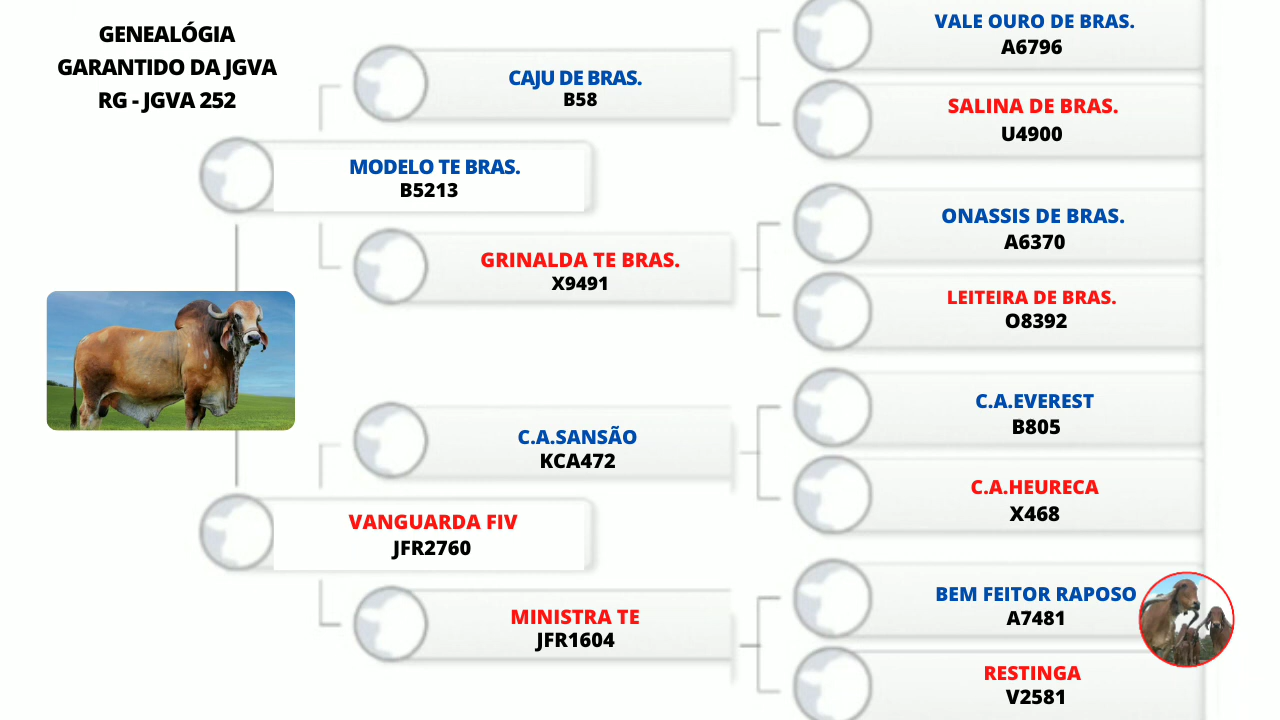 GENEALÓGIA
GARANTIDO DA JGVA
RG - JGVA 252
CAJU DE BRAS.
B58
VALE OURO DE BRAS.
A6796
SALINA DE BRAS.
U4900
MODELO TE BRAS.
B5213
GRINALDA TE BRAS.
X9491
ONASSIS DE BRAS.
A6370
LEITEIRA DE BRAS.
O8392
C.A.SANSÃO
KCA472
C.A.EVEREST
B805
C.A.HEURECA
X468
VANGUARDA FIV
JFR2760
MINISTRA TE
JFR1604
BEM FEITOR RAPOSO
A7481
RESTINGA
V2581